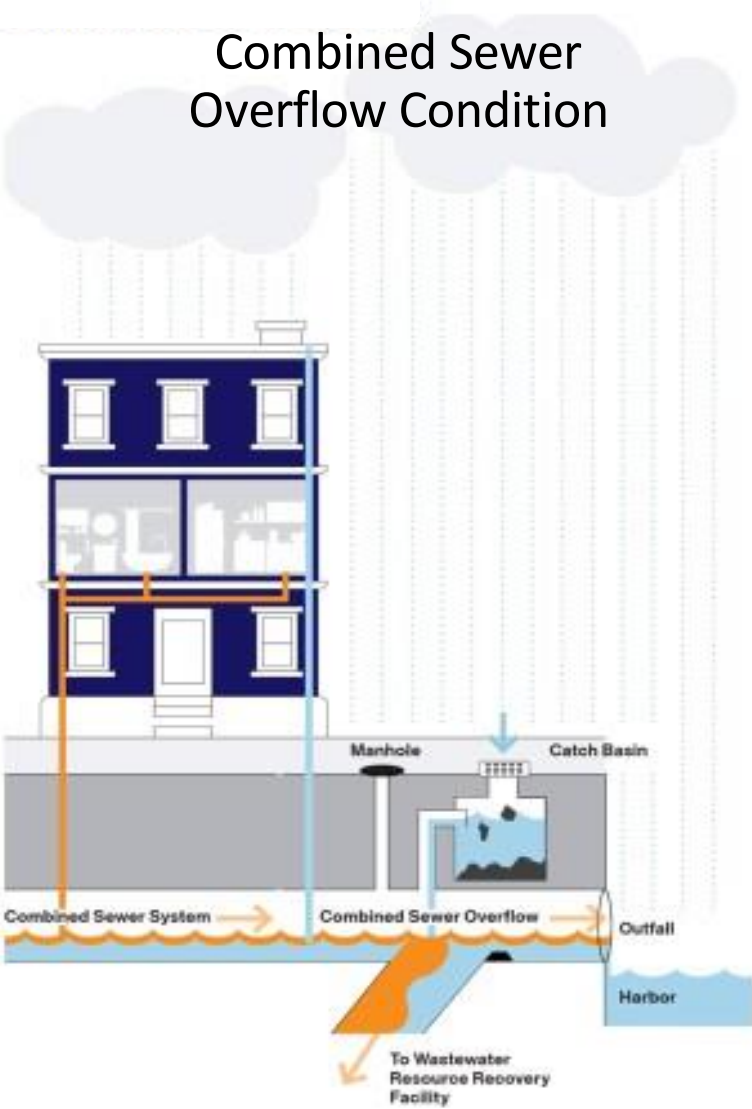 Combined Sewer
Overflow Condition
Manhole
Catch Basin
Combined Sewer System
Combined Sewer Overflow
Outfall
Harbor
To Wastewater
Resource Recovery
Facility